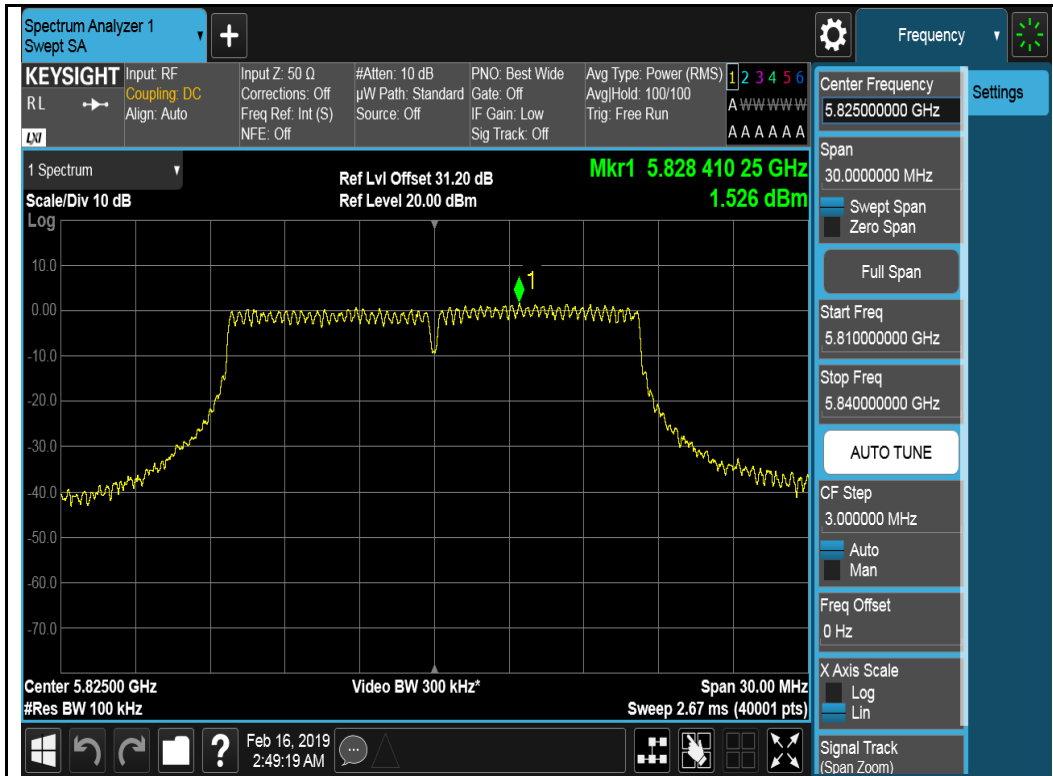 Spectrum Analyzer 1
Swept SA
+
Frequency
KEYSIGHT
R L
LXI
Input: RF
Coupling: DC
Align: Auto
Input Z: 50 Ω
Corrections: Off
Freq Ref: Int (S)
NFE: Off
#Atten: 10 dB
µW Path: Standard
Source: Off
PNO: Best Wide
Gate: Off
IF Gain: Low
Sig Track: Off
Avg Type: Power (RMS)
Avg|Hold: 100/100
Trig: Free Run
1 2 3 4 5 6
A W W W W W
A A A A A A
1 Spectrum
Scale/Div 10 dB
Log
Ref Lvl Offset 31.20 dB
Ref Level 20.00 dBm
Mkr1 5.828 410 25 GHz
1.526 dBm
10.0
1
0.00
-10.0
-20.0
-30.0
-40.0
-50.0
-60.0
-70.0
Center 5.82500 GHz
#Res BW 100 kHz
Video BW 300 kHz*
Span 30.00 MHz
Sweep 2.67 ms (40001 pts)
Center Frequency
5.825000000 GHz
Span
30.0000000 MHz
Swept Span
Zero Span
Full Span
Start Freq
5.810000000 GHz
Stop Freq
5.840000000 GHz
AUTO TUNE
CF Step
3.000000 MHz
Auto
Man
Freq Offset
0 Hz
X Axis Scale
Log
Lin
Signal Track
(Span Zoom)
Settings
?
Feb 16, 2019
2:49:19 AM